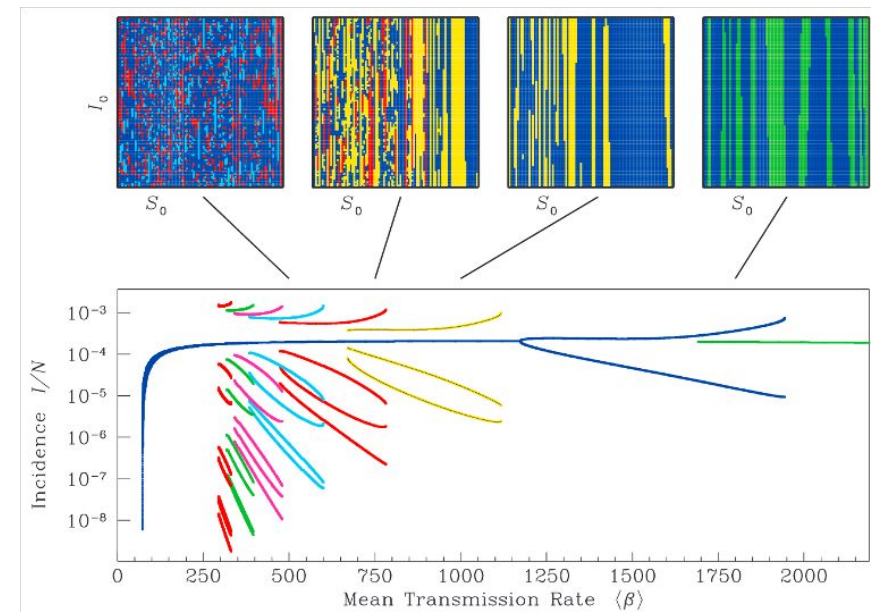 I₀
S₀ S₀ S₀ S₀
Incidence I/N
10⁻³
10⁻⁴
10⁻⁵
10⁻⁶
10⁻⁷
10⁻⁸
0 250 500 750 1000 1250 1500 1750 2000
Mean Transmission Rate ⟨β⟩